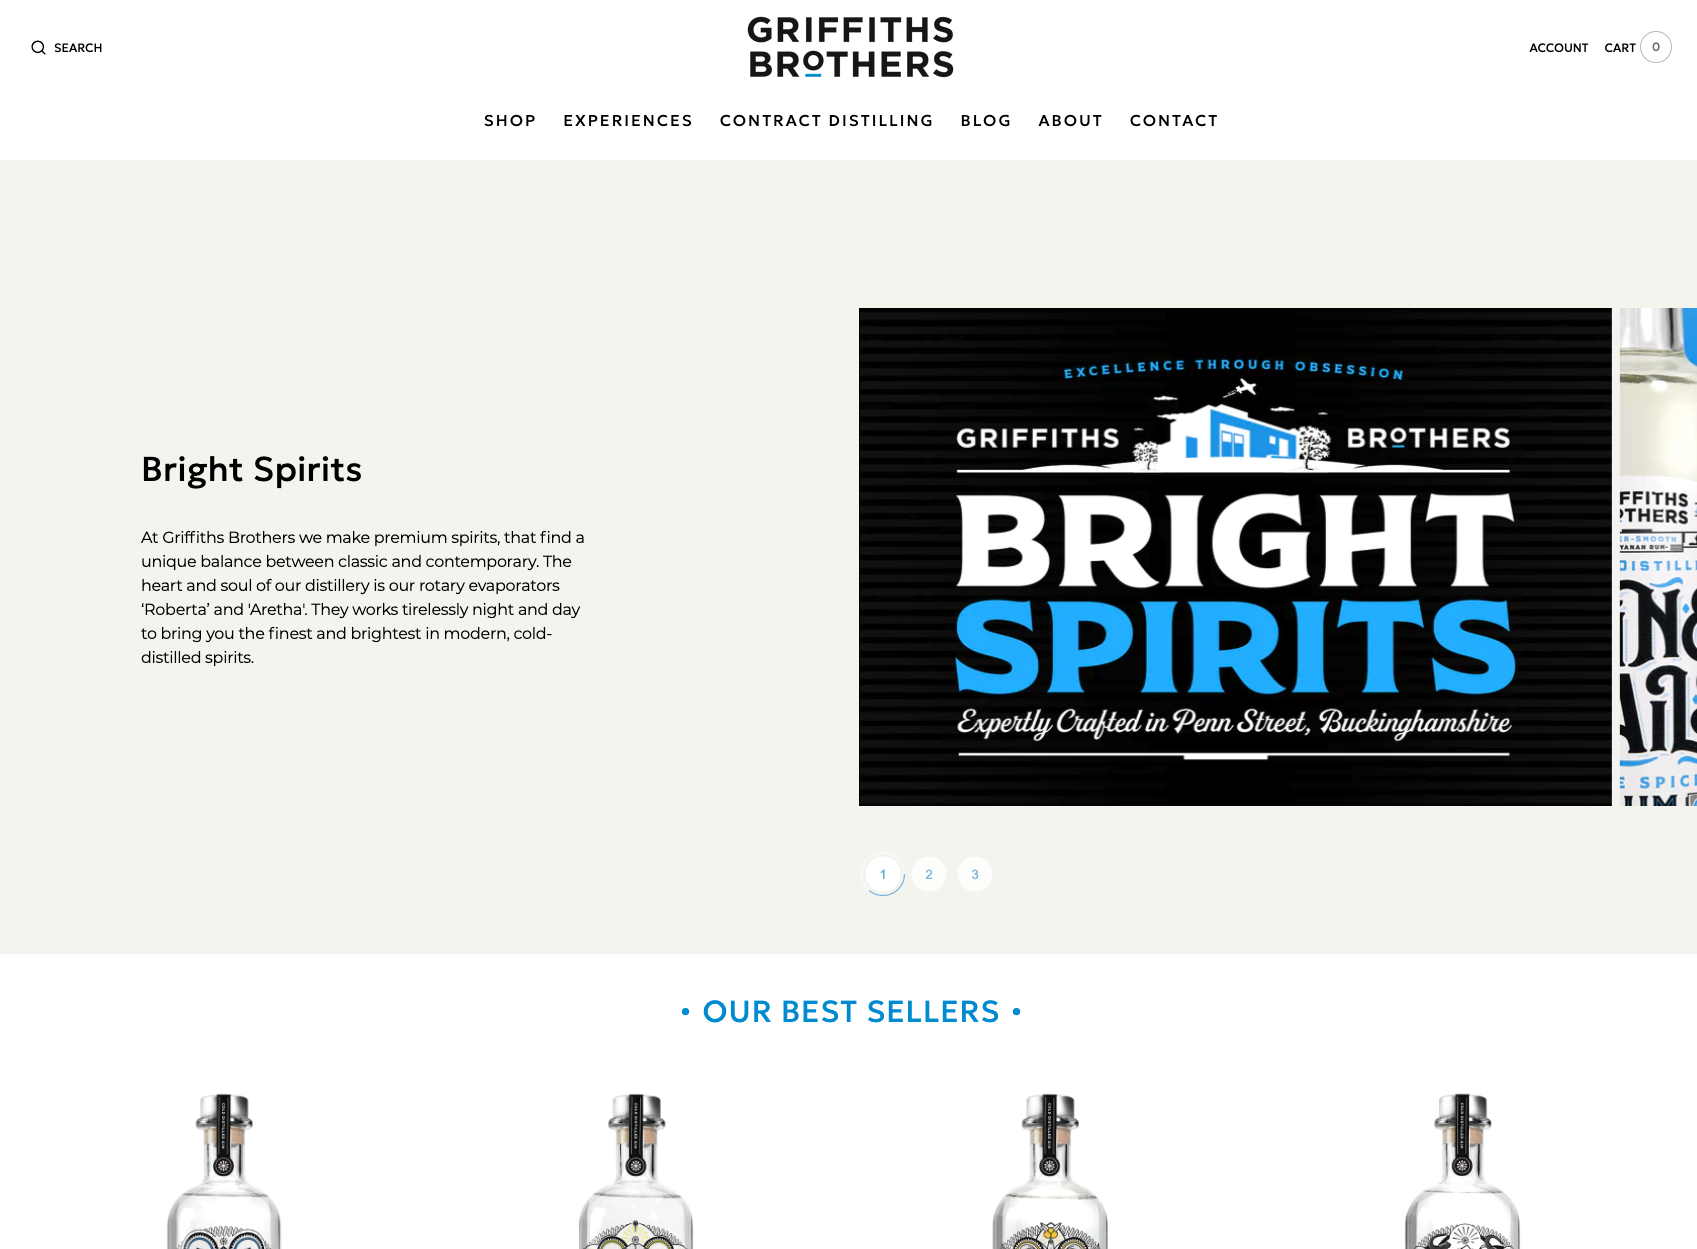 SEARCH
GRIFFITHS
BROTHERS
ACCOUNT CART 0
SHOP EXPERIENCES CONTRACT DISTILLING BLOG ABOUT CONTACT
Bright Spirits
At Griffiths Brothers we make premium spirits, that find a
unique balance between classic and contemporary. The
heart and soul of our distillery is our rotary evaporators
‘Roberta’ and 'Aretha'. They works tirelessly night and day
to bring you the finest and brightest in modern, cold-
distilled spirits.
EXCELLENCE THROUGH OBSESSION
GRIFFITHS BROTHERS
BRIGHT
SPIRITS
Expertly Crafted in Penn Street, Buckinghamshire
1 2 3
• OUR BEST SELLERS •